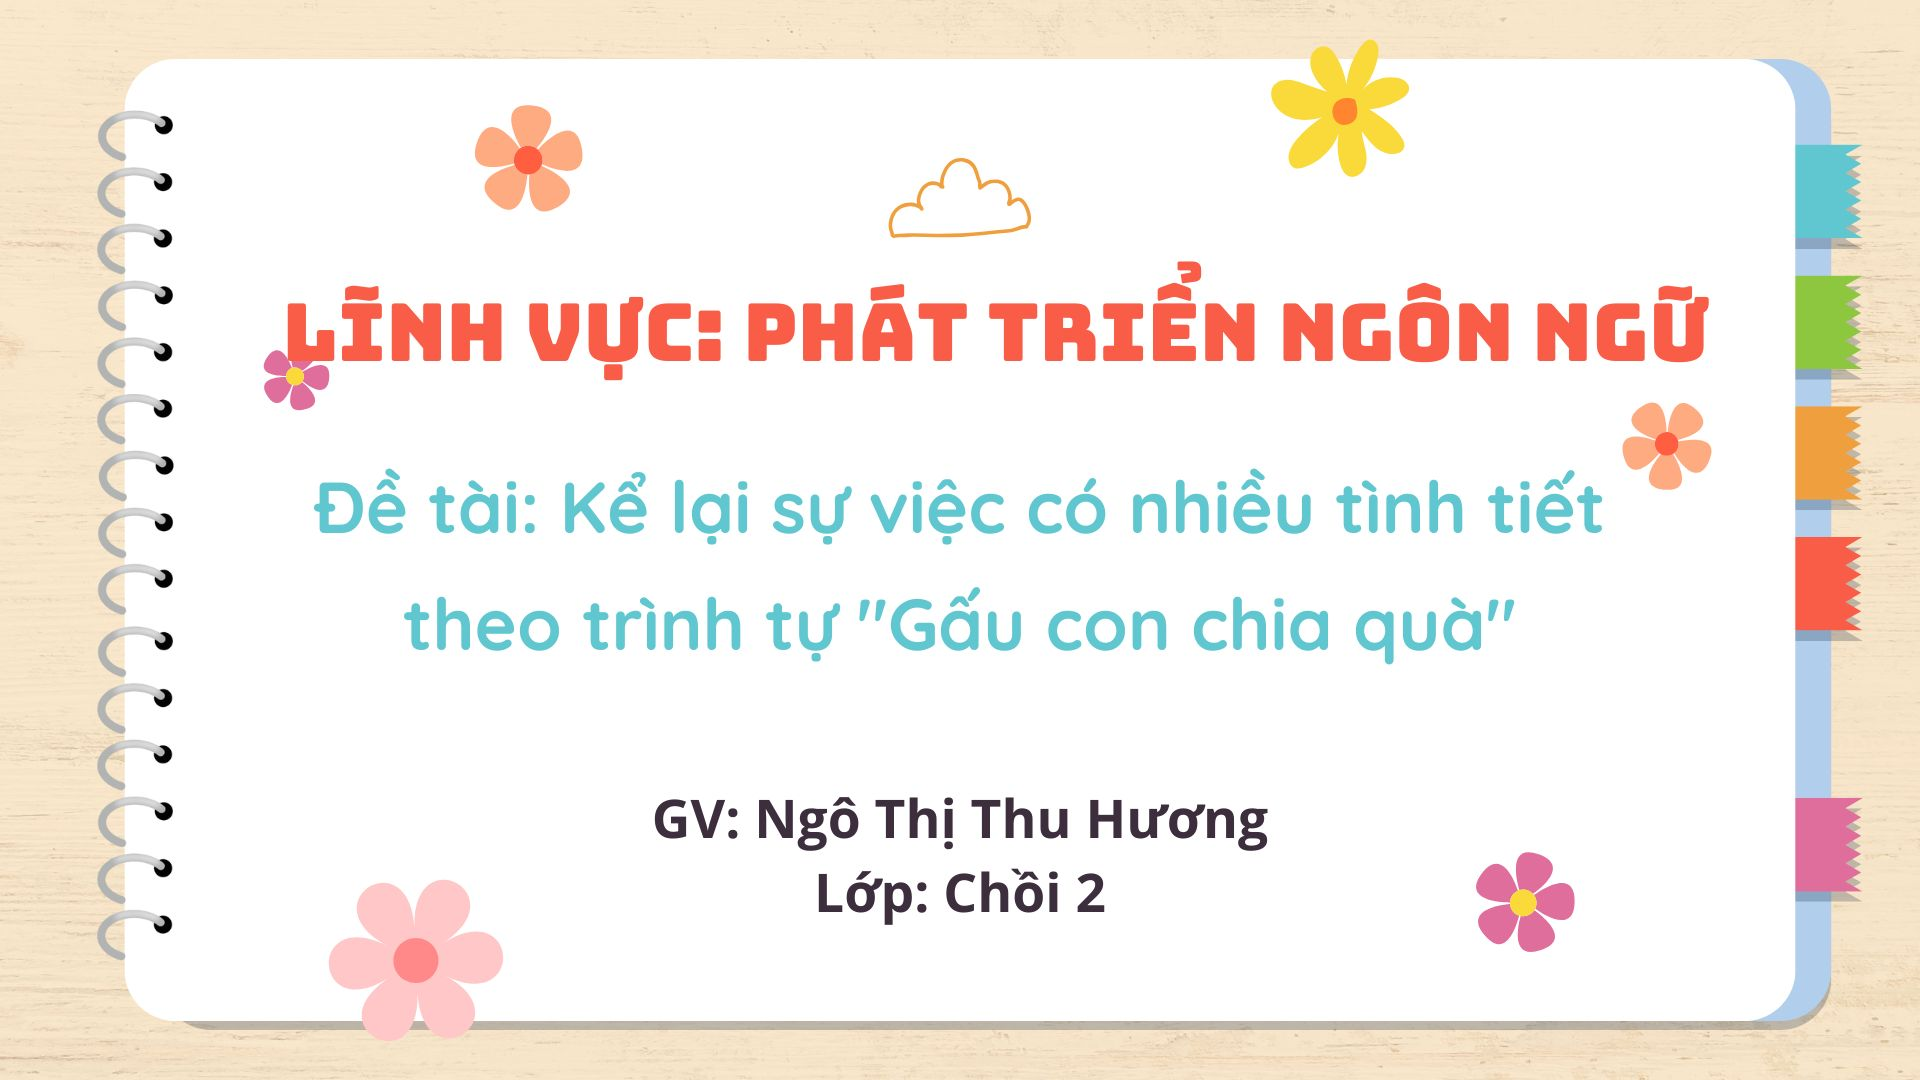 LĨNH VỰC: PHÁT TRIỂN NGÔN NGỮ
Đề tài: Kể lại sự việc có nhiều tình tiết
theo trình tự "Gấu con chia quà"
GV: Ngô Thị Thu Hương
Lớp: Chồi 2